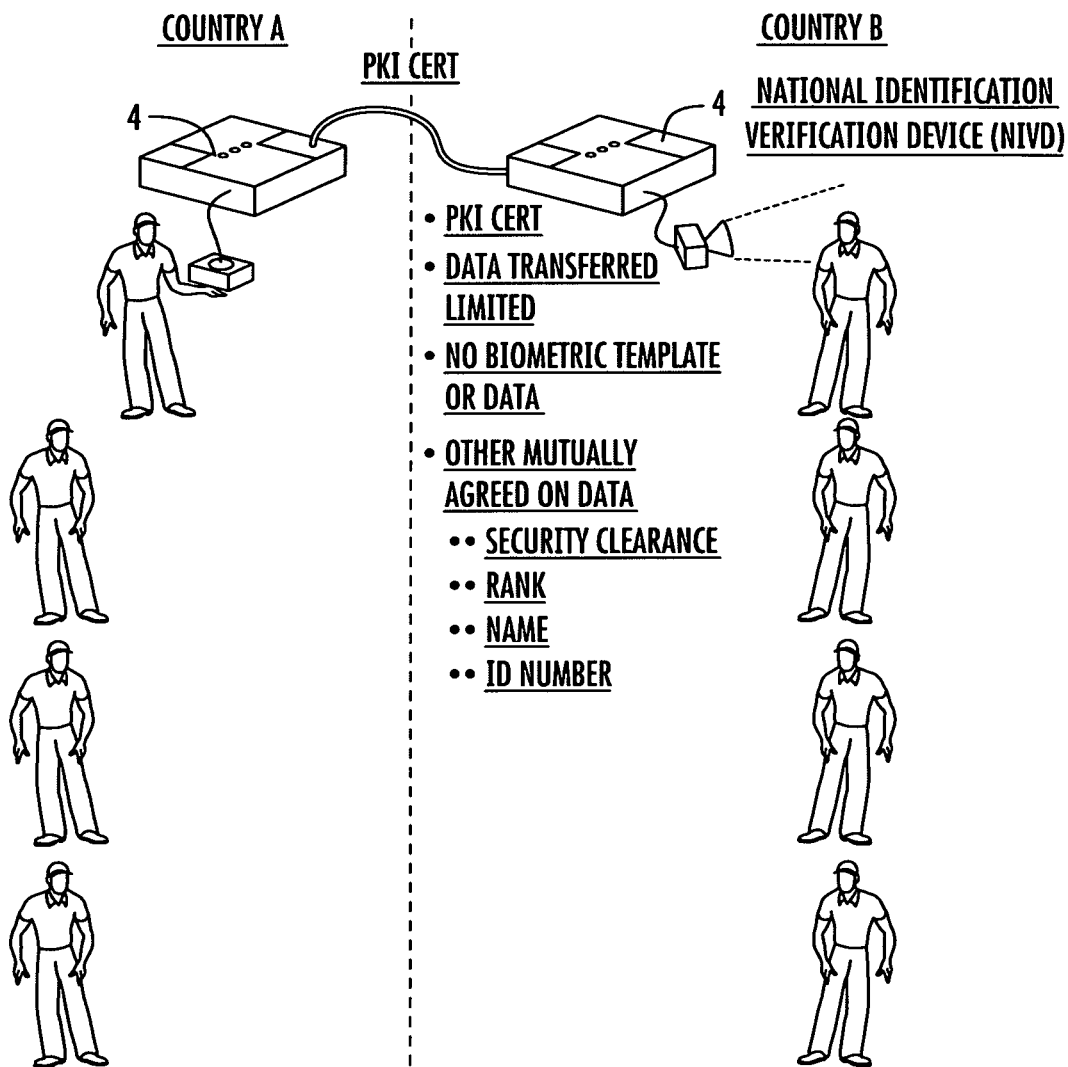 COUNTRY A
COUNTRY B
PKI CERT
4
4
NATIONAL IDENTIFICATION
VERIFICATION DEVICE (NIVD)
• PKI CERT
• DATA TRANSFERRED
LIMITED
• NO BIOMETRIC TEMPLATE
OR DATA
• OTHER MUTUALLY
AGREED ON DATA
•• SECURITY CLEARANCE
•• RANK
•• NAME
•• ID NUMBER